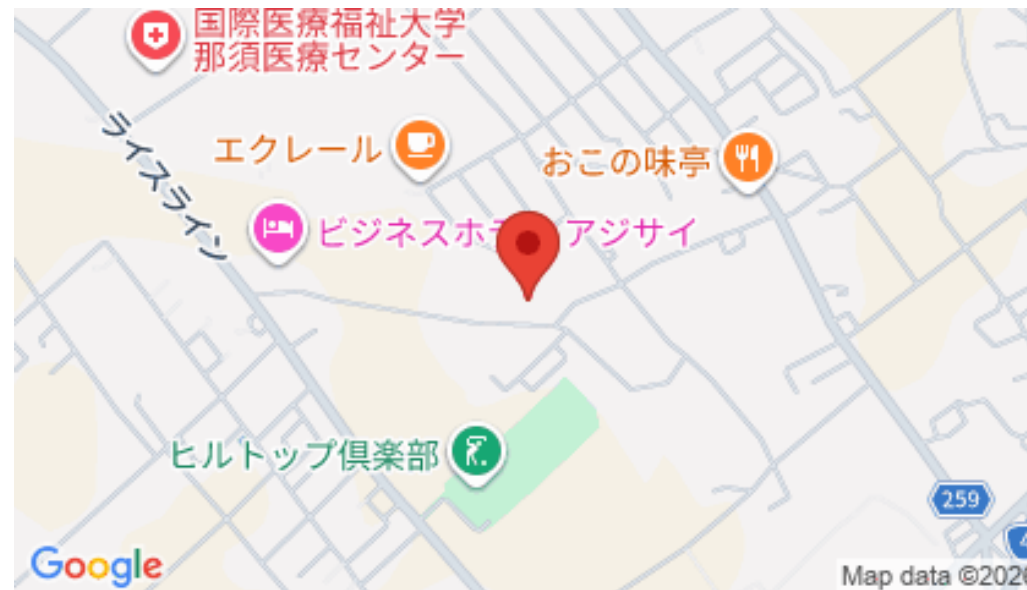 国際医療福祉大学
那須医療センター
ライスライン
エクレール
おこの味亭
ビジネスホテ アジサイ
ヒルトップ倶楽部
259
4
Google
Map data ©2026